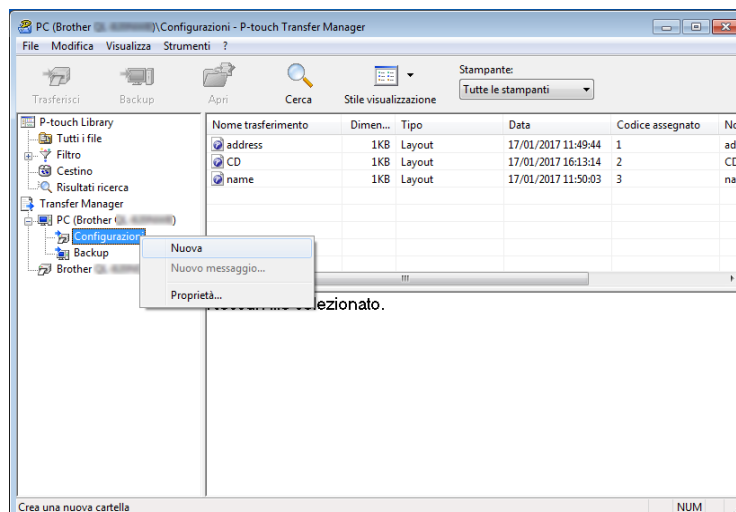 PC (Brother )\Configurazioni - P-touch Transfer Manager
File Modifica Visualizza Strumenti ?
Trasferisci Backup Apri Cerca Stile visualizzazione
Stampante:
Tutte le stampanti
P-touch Library
Tutti i file
Filtro
Cestino
Risultati ricerca
Transfer Manager
PC (Brother )
Configurazioni
Backup
Brother
Nome trasferimento Dimen... Tipo Data Codice assegnato
address 1KB Layout 17/01/2017 11:49:44 1
CD 1KB Layout 17/01/2017 16:13:14 2
name 1KB Layout 17/01/2017 11:50:03 3
Nuova
Nuovo messaggio...
Proprietà...
selezionato.
Crea una nuova cartella NUM